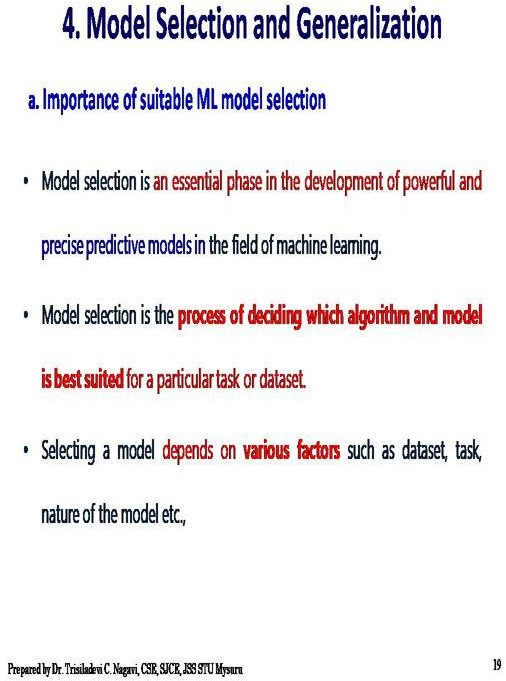 4. Model Selection and Generalization
a. Importance of suitable ML model selection
• Model selection is an essential phase in the development of powerful and
precise predictive models in the field of machine learning.
• Model selection is the process of deciding which algorithm and model
is best suited for a particular task or dataset.
• Selecting a model depends on various factors such as dataset, task,
nature of the model etc.,
Prepared by Dr. Trisiladevi C. Nagavi, CSE, SJCE, JSS STU Mysuru
19